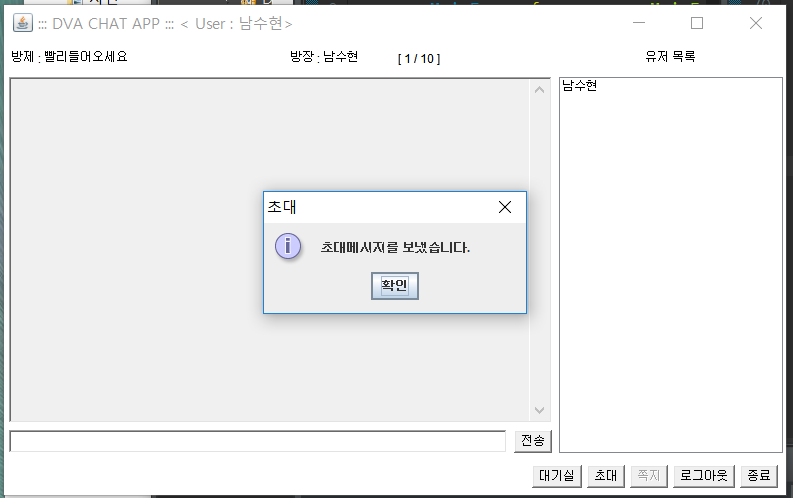 ::: DVA CHAT APP ::: < User : 남수현>
방제 : 빨리들어오세요 방장 : 남수현 [ 1 / 10 ] 유저 목록
남수현
초대
초대메시지를 보냈습니다.
확인
전송
대기실 초대 쪽지 로그아웃 종료